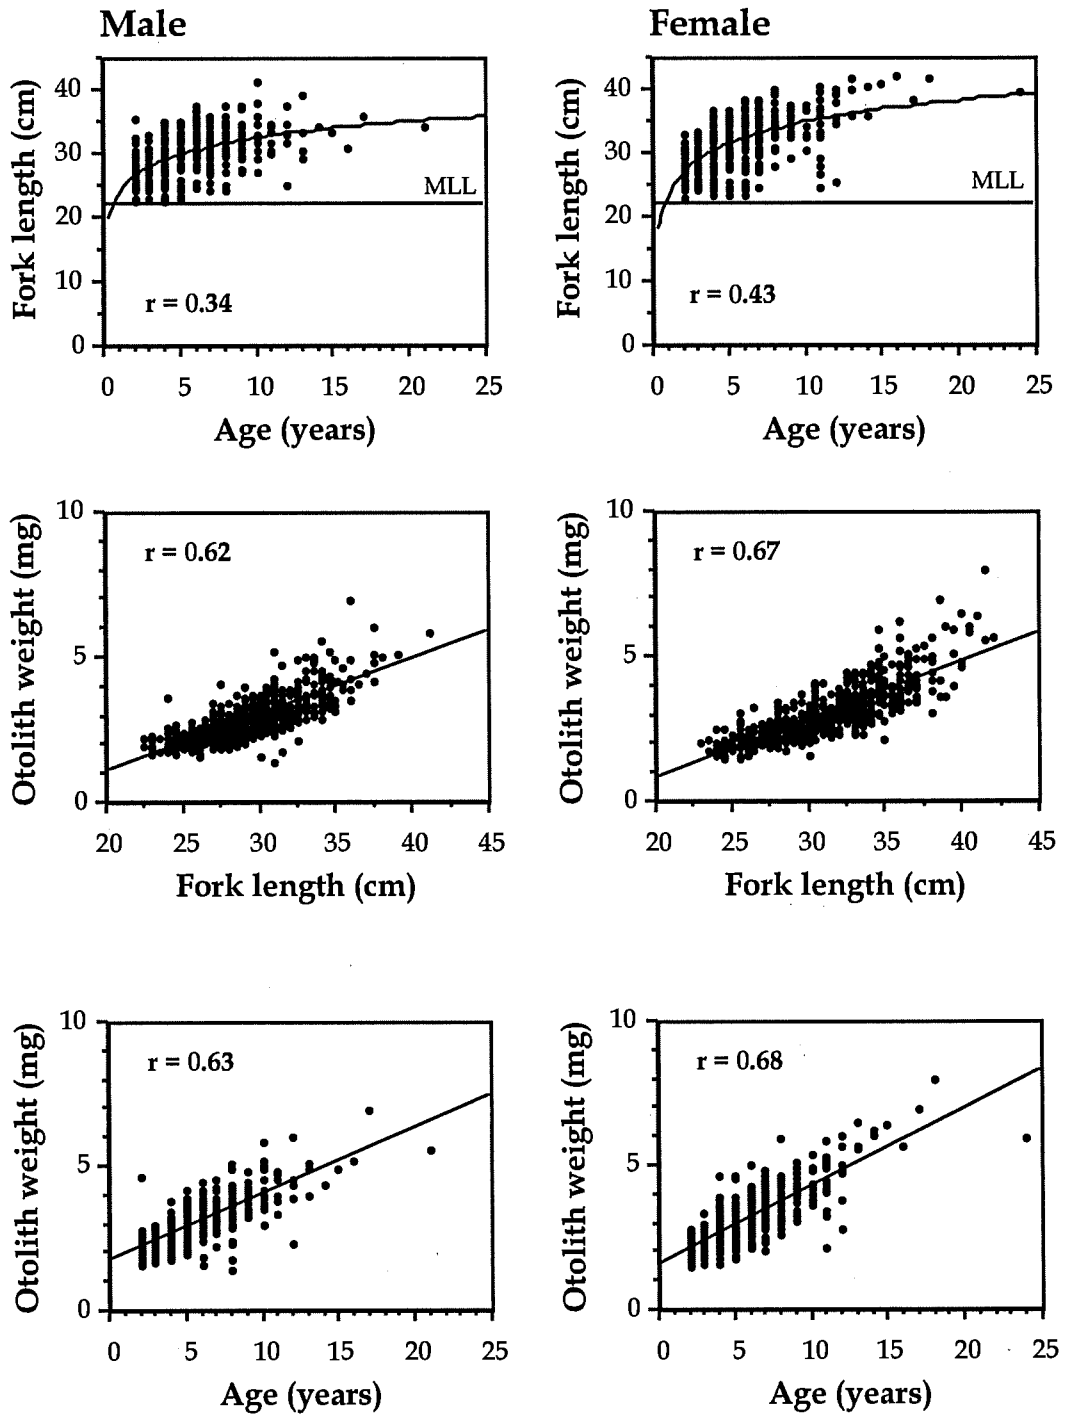 Male
Fork length (cm)
40
30
20
10
0
MLL
r = 0.34
0 5 10 15 20 25
Age (years)
Female
Fork length (cm)
40
30
20
10
0
MLL
r = 0.43
0 5 10 15 20 25
Age (years)
Otolith weight (mg)
10
5
0
r = 0.62
20 25 30 35 40 45
Fork length (cm)
Otolith weight (mg)
10
5
0
r = 0.67
20 25 30 35 40 45
Fork length (cm)
Otolith weight (mg)
10
5
0
r = 0.63
0 5 10 15 20 25
Age (years)
Otolith weight (mg)
10
5
0
r = 0.68
0 5 10 15 20 25
Age (years)